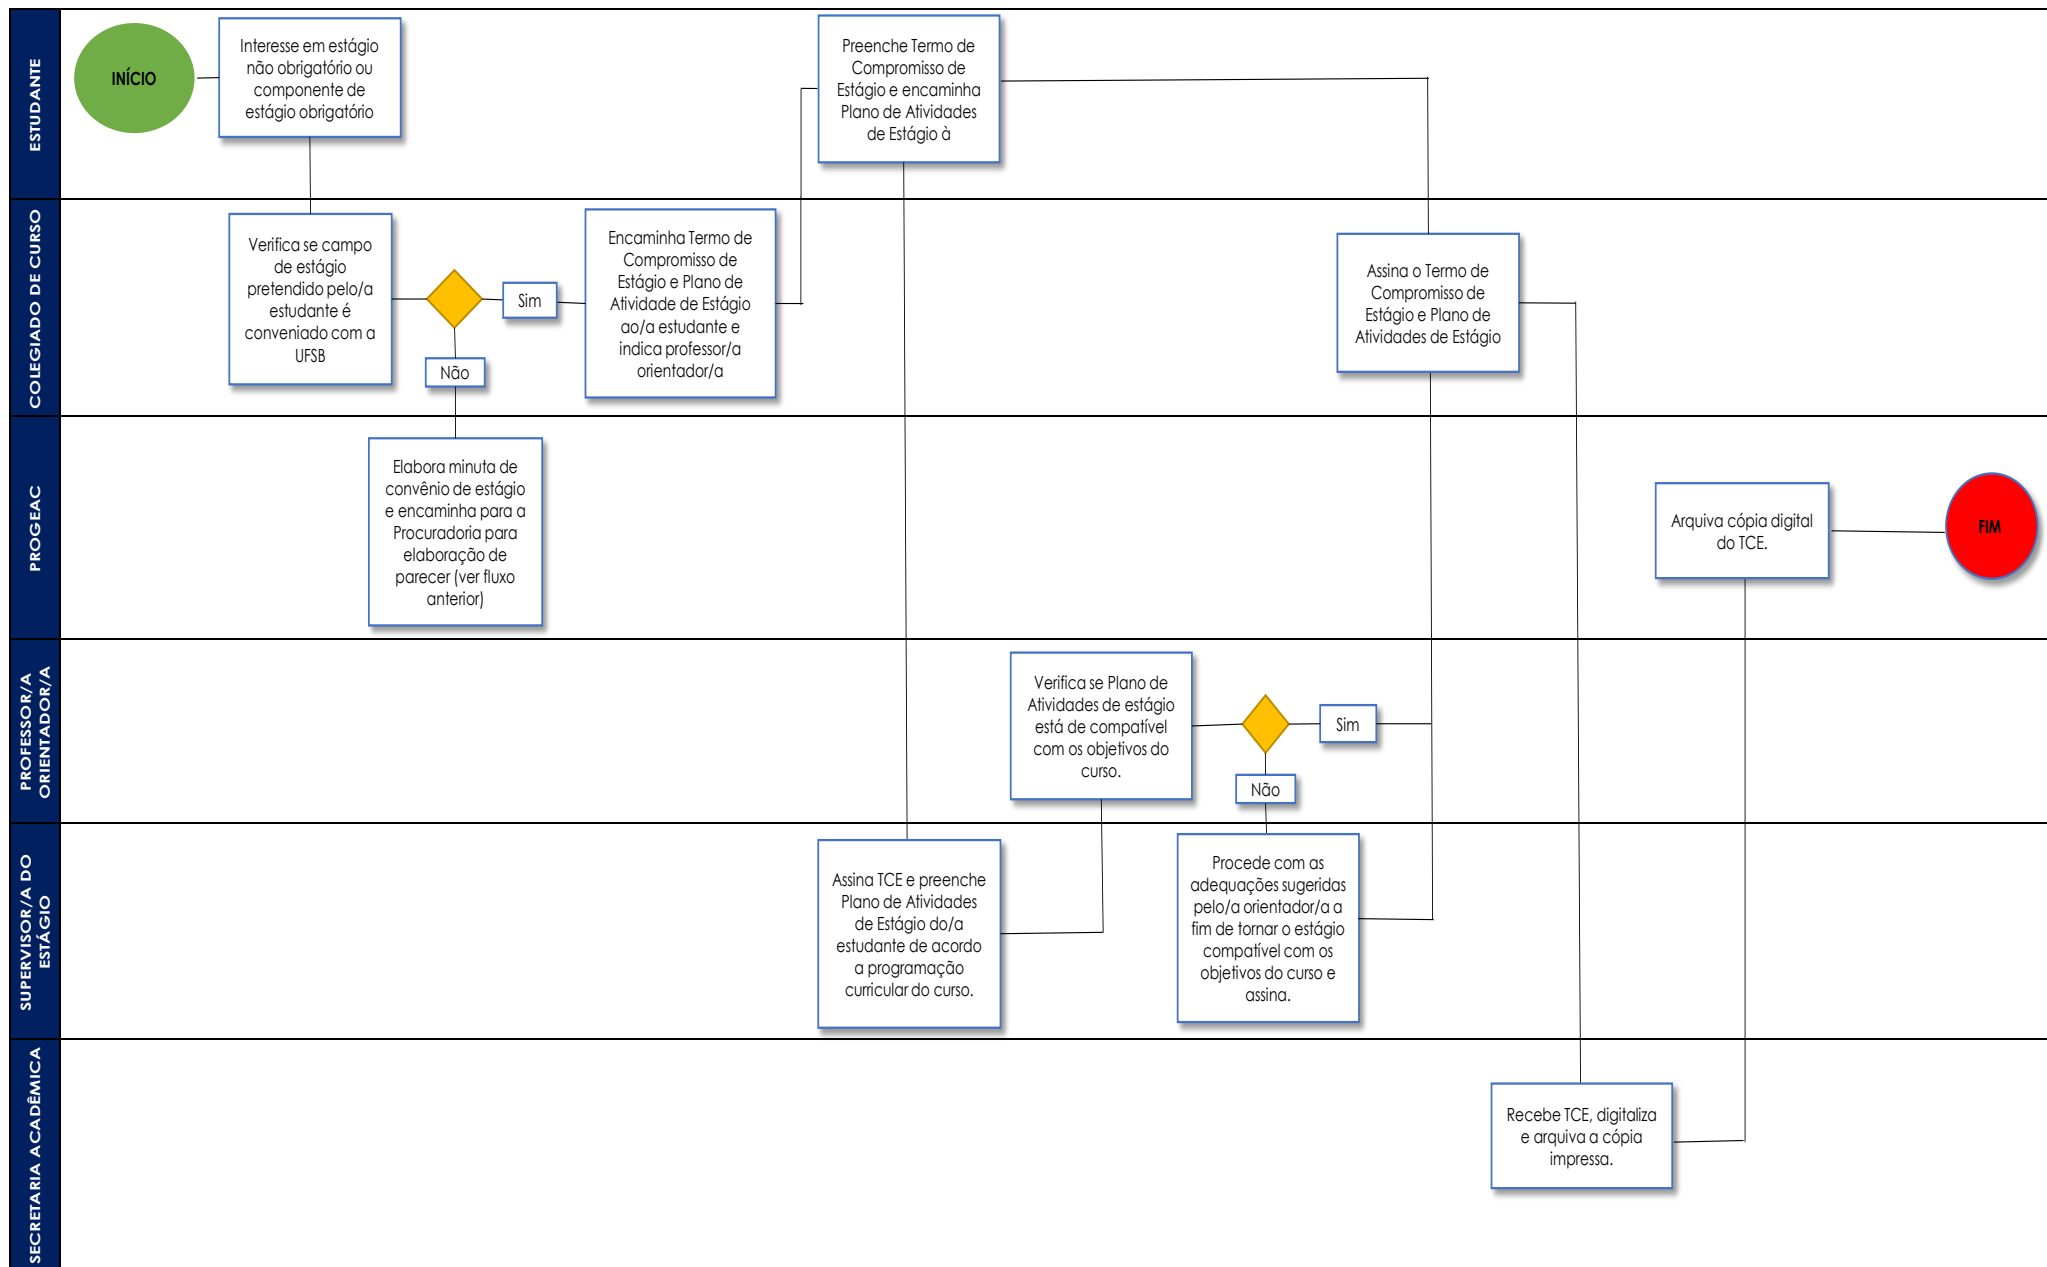 ESTUDANTE
INÍCIO
Interesse em estágio
não obrigatório ou
componente de
estágio obrigatório
Preenche Termo de
Compromisso de
Estágio e encaminha
Plano de Atividades
de Estágio à
COLEGIADO DE CURSO
Verifica se campo
de estágio
pretendido pelo/a
estudante é
conveniado com a
UFSB
Sim
Não
Encaminha Termo de
Compromisso de
Estágio e Plano de
Atividade de Estágio
ao/a estudante e
indica professor/a
orientador/a
Assina o Termo de
Compromisso de
Estágio e Plano de
Atividades de Estágio
PROGEAC
Elabora minuta de
convênio de estágio
e encaminha para a
Procuradoria para
elaboração de
parecer (ver fluxo
anterior)
Arquiva cópia digital
do TCE.
FIM
PROFESSOR/A
ORIENTADOR/A
Verifica se Plano de
Atividades de estágio
está de compatível
com os objetivos do
curso.
Sim
Não
SUPERVISOR/A DO
ESTÁGIO
Assina TCE e preenche
Plano de Atividades
de Estágio do/a
estudante de acordo
a programação
curricular do curso.
Procede com as
adequações sugeridas
pelo/a orientador/a a
fim de tornar o estágio
compatível com os
objetivos do curso e
assina.
SECRETARIA ACADÊMICA
Recebe TCE, digitaliza
e arquiva a cópia
impressa.